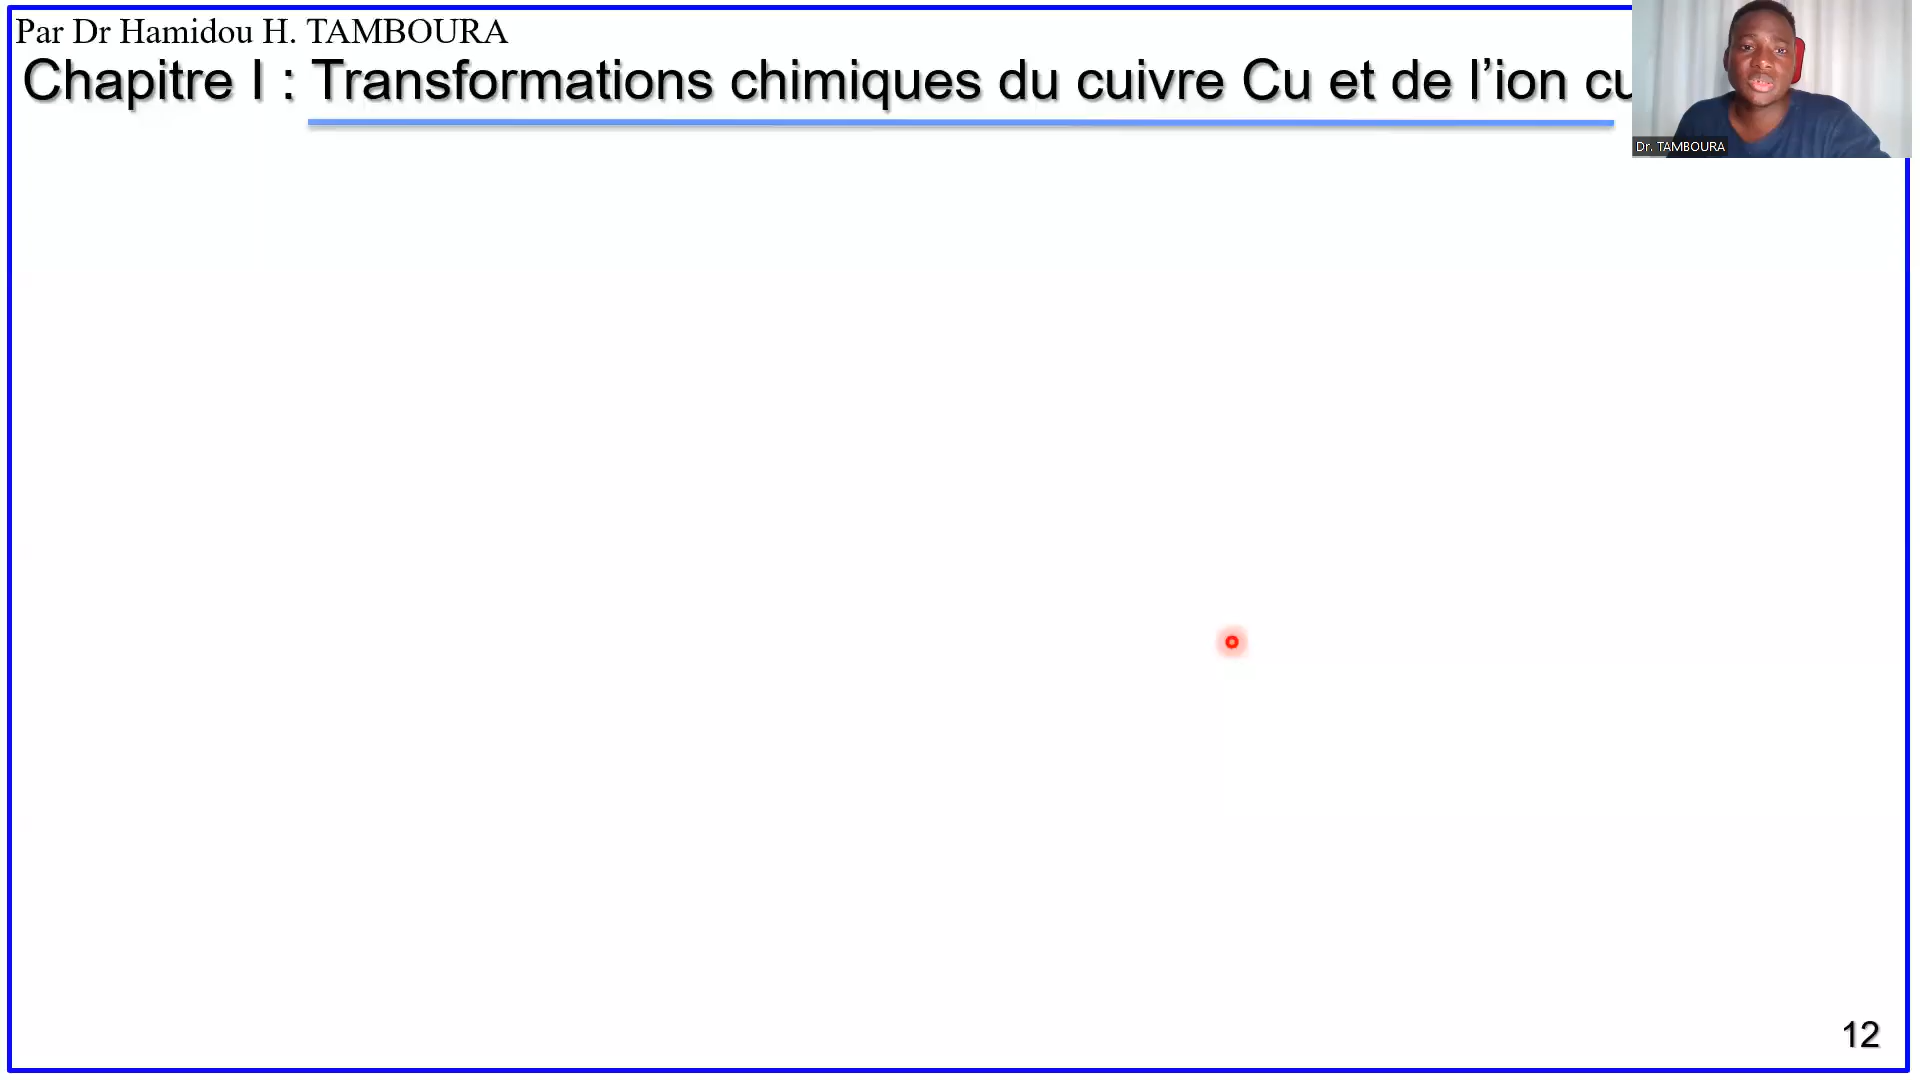 Par Dr Hamidou H. TAMBOURA
Chapitre I : Transformations chimiques du cuivre Cu et de l’ion cu
Dr. TAMBOURA
12